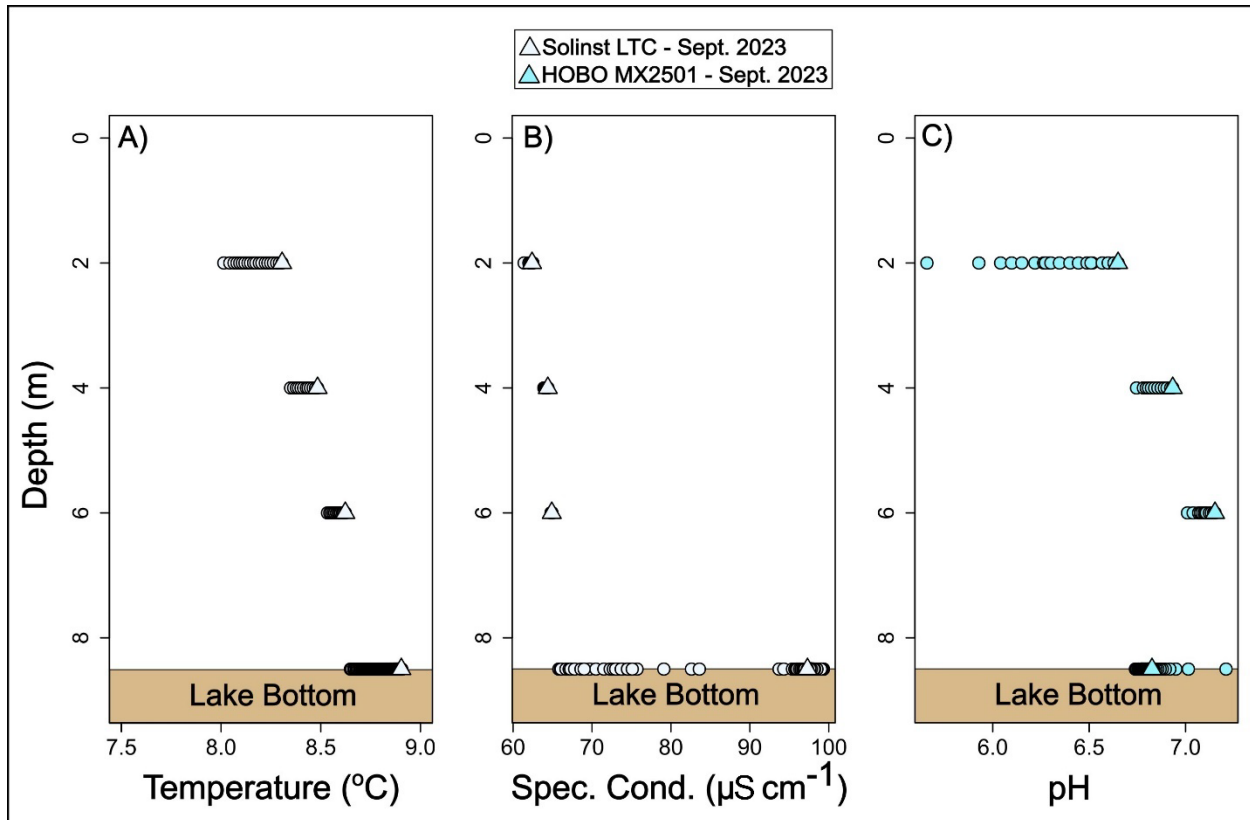 Solinst LTC - Sept. 2023
HOBO MX2501 - Sept. 2023
A)
B)
C)
Depth (m)
0
2
4
6
8
0
2
4
6
8
0
2
4
6
8
Lake Bottom
Lake Bottom
7.5 8.0 8.5 9.0
60 70 80 90 100
6.0 6.5 7.0
Temperature (ºC)
Spec. Cond. (µS cm⁻¹)
pH